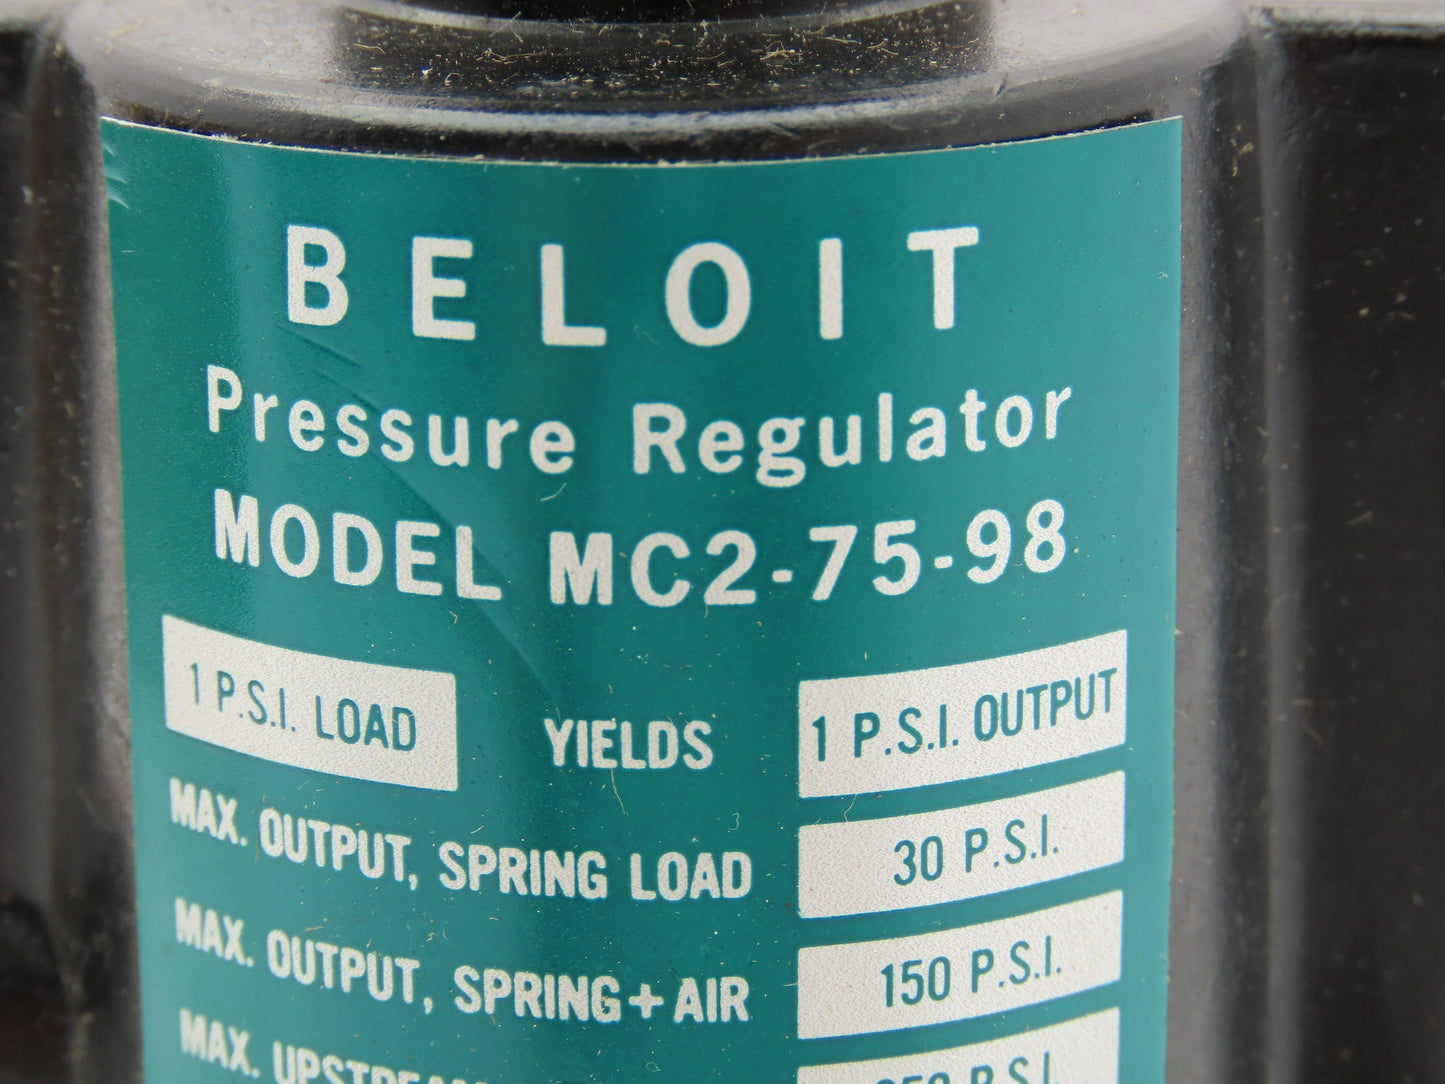 BELOIT
Pressure Regulator
MODEL MC2-75-98
1 P.S.I. LOAD YIELDS 1 P.S.I. OUTPUT
MAX. OUTPUT, SPRING LOAD 30 P.S.I.
MAX. OUTPUT, SPRING+AIR 150 P.S.I.
MAX. UPSTREAM P.S.I.